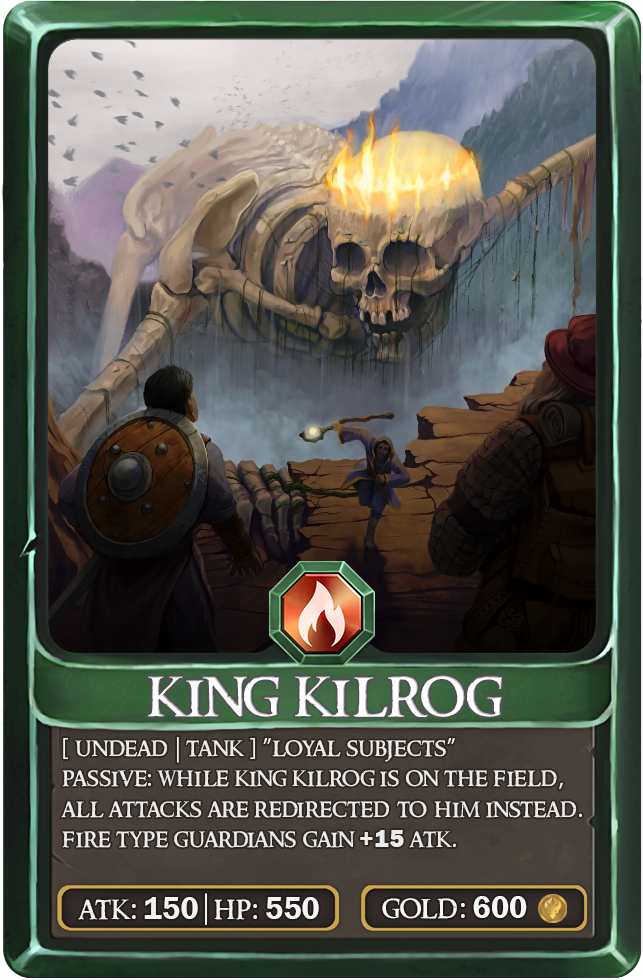 KING KILROG
[ UNDEAD | TANK ] "LOYAL SUBJECTS"
PASSIVE: WHILE KING KILROG IS ON THE FIELD,
ALL ATTACKS ARE REDIRECTED TO HIM INSTEAD.
FIRE TYPE GUARDIANS GAIN +15 ATK.
ATK: 150 | HP: 550 GOLD: 600